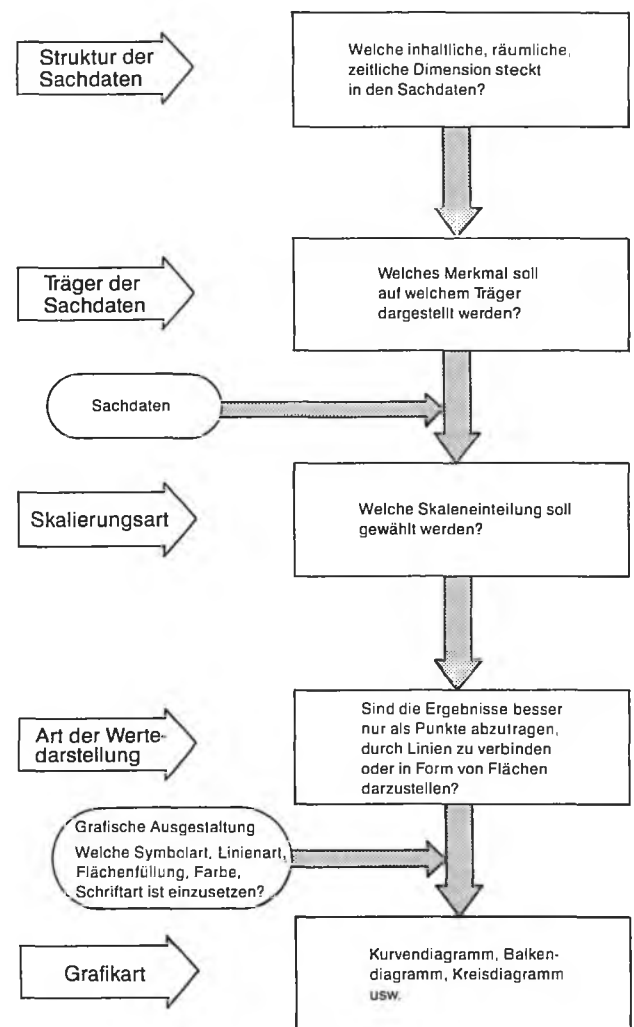 Struktur der
Sachdaten
Welche inhaltliche, räumliche,
zeitliche Dimension steckt
in den Sachdaten?
Träger der
Sachdaten
Welches Merkmal soll
auf welchem Träger
dargestellt werden?
Sachdaten
Skalierungsart
Welche Skaleneinteilung soll
gewählt werden?
Art der Werte-
darstellung
Sind die Ergebnisse besser
nur als Punkte abzutragen,
durch Linien zu verbinden
oder in Form von Flächen
darzustellen?
Grafische Ausgestaltung
Welche Symbolart, Linienart,
Flächenfüllung, Farbe,
Schriftart ist einzusetzen?
Grafikart
Kurvendiagramm, Balken-
diagramm, Kreisdiagramm
usw.